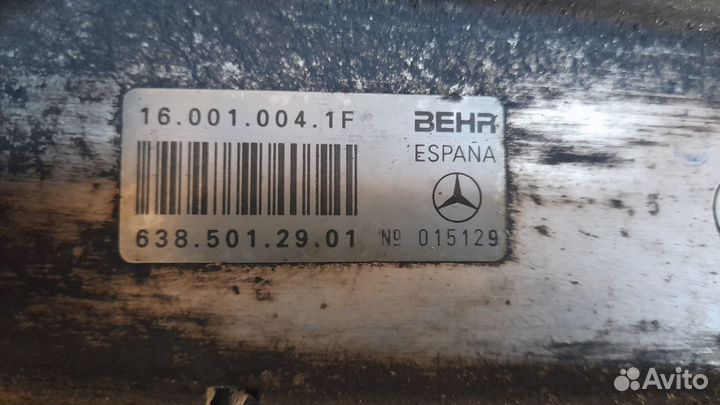 16.001.004.1F
BEHR
ESPAÑA
638.501.29.01
Nº 015129
Avito